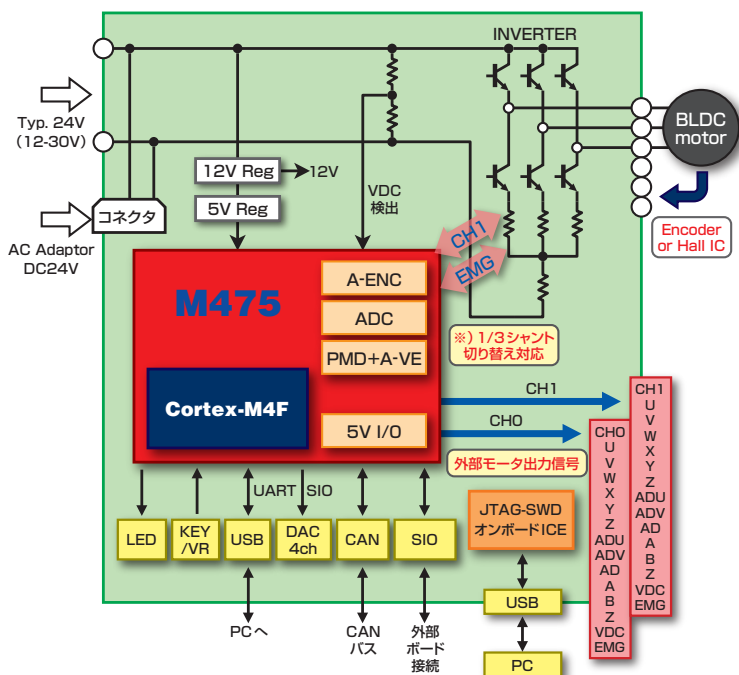 INVERTER
Typ. 24V
(12-30V)
BLDC
motor
12V Reg
12V
VDC
検出
5V Reg
コネクタ
AC Adaptor
DC24V
CH1
EMG
Encoder
or Hall IC
M475
A-ENC
ADC
PMD+A-VE
※）1/3シャント
切り替え対応
Cortex-M4F
5V I/O
CH1
CH0
外部モータ出力信号
CH1
U
V
W
X
Y
Z
ADU
ADV
AD
A
B
Z
VDC
EMG
CH0
U
V
W
X
Y
Z
ADU
ADV
AD
A
B
Z
VDC
EMG
UART
SIO
LED
KEY
/VR
USB
DAC
4ch
CAN
SIO
JTAG-SWD
オンボードICE
USB
PC
PCへ
CAN
バス
外部
ボード
接続